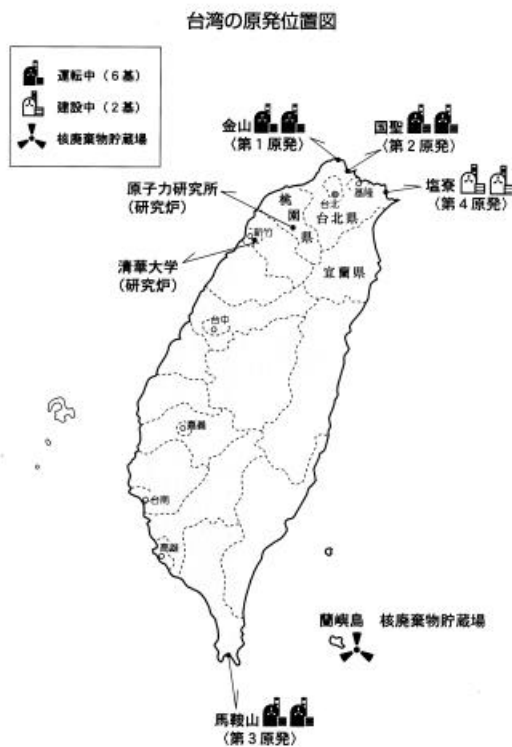 台湾の原発位置図
運転中（6基）
建設中（2基）
核廃棄物貯蔵場
金山
〈第1原発〉
国聖
〈第2原発〉
塩寮
〈第4原発〉
原子力研究所
（研究炉）
桃園県
台北
基隆
台北県
新竹
清華大学
（研究炉）
宜蘭県
台中
嘉義
台南
高雄
蘭嶼島 核廃棄物貯蔵場
馬鞍山
〈第3原発〉